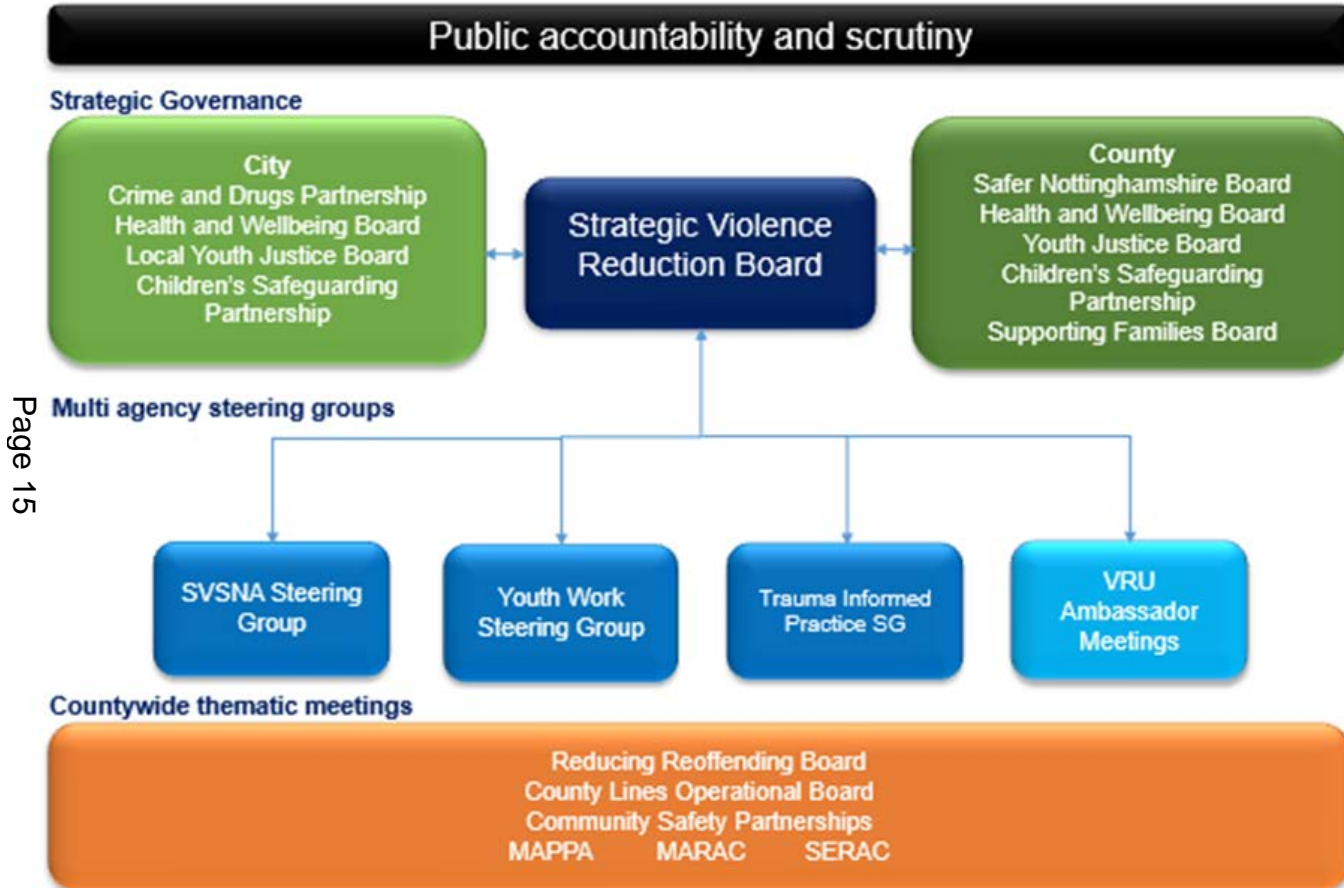 Public accountability and scrutiny
Strategic Governance
City
Crime and Drugs Partnership
Health and Wellbeing Board
Local Youth Justice Board
Children's Safeguarding
Partnership
Strategic Violence
Reduction Board
County
Safer Nottinghamshire Board
Health and Wellbeing Board
Youth Justice Board
Children's Safeguarding
Partnership
Supporting Families Board
Page 15
Multi agency steering groups
SVSNA Steering
Group
Youth Work
Steering Group
Trauma Informed
Practice SG
VRU
Ambassador
Meetings
Countywide thematic meetings
Reducing Reoffending Board
County Lines Operational Board
Community Safety Partnerships
MAPPA MARAC SERAC